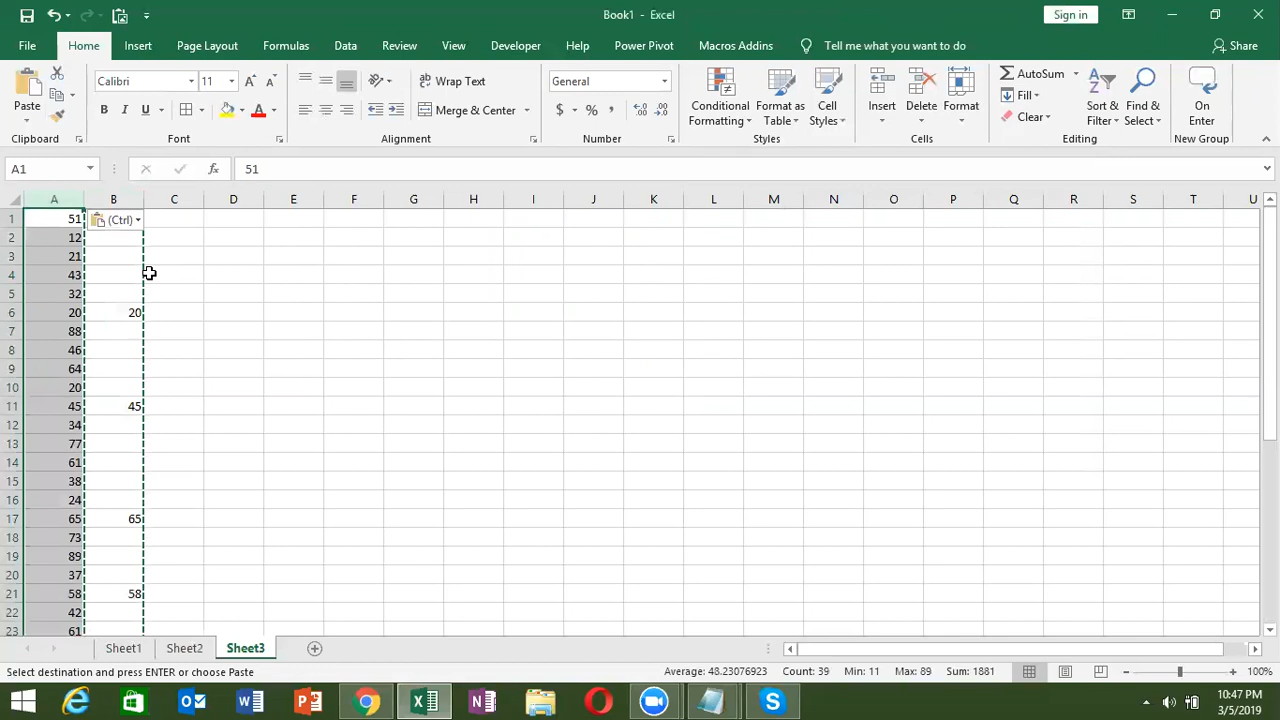 Book1 - Excel
Sign in
File Home Insert Page Layout Formulas Data Review View Developer Help Power Pivot Macros Addins Tell me what you want to do Share
Paste
Calibri 11
B I U
Clipboard
Font
A A
A
Wrap Text
Merge & Center
Alignment
General
$ % ,
Number
Conditional Formatting
Format as Table
Cell Styles
Styles
Insert
Delete
Format
Cells
AutoSum
Fill
Clear
Sort & Filter
Find & Select
Editing
On Enter
New Group
A1 fx 51
A B C D E F G H I J K L M N O P Q R S T U
1 51 (Ctrl)
2 12
3 21
4 43
5 32
6 20 20
7 88
8 46
9 64
10 20
11 45 45
12 34
13 77
14 61
15 38
16 24
17 65 65
18 73
19 89
20 37
21 58 58
22 42
23 61
Sheet1 Sheet2 Sheet3
Select destination and press ENTER or choose Paste Average: 48.23076923 Count: 39 Min: 11 Max: 89 Sum: 1881 100%
10:47 PM
3/5/2019